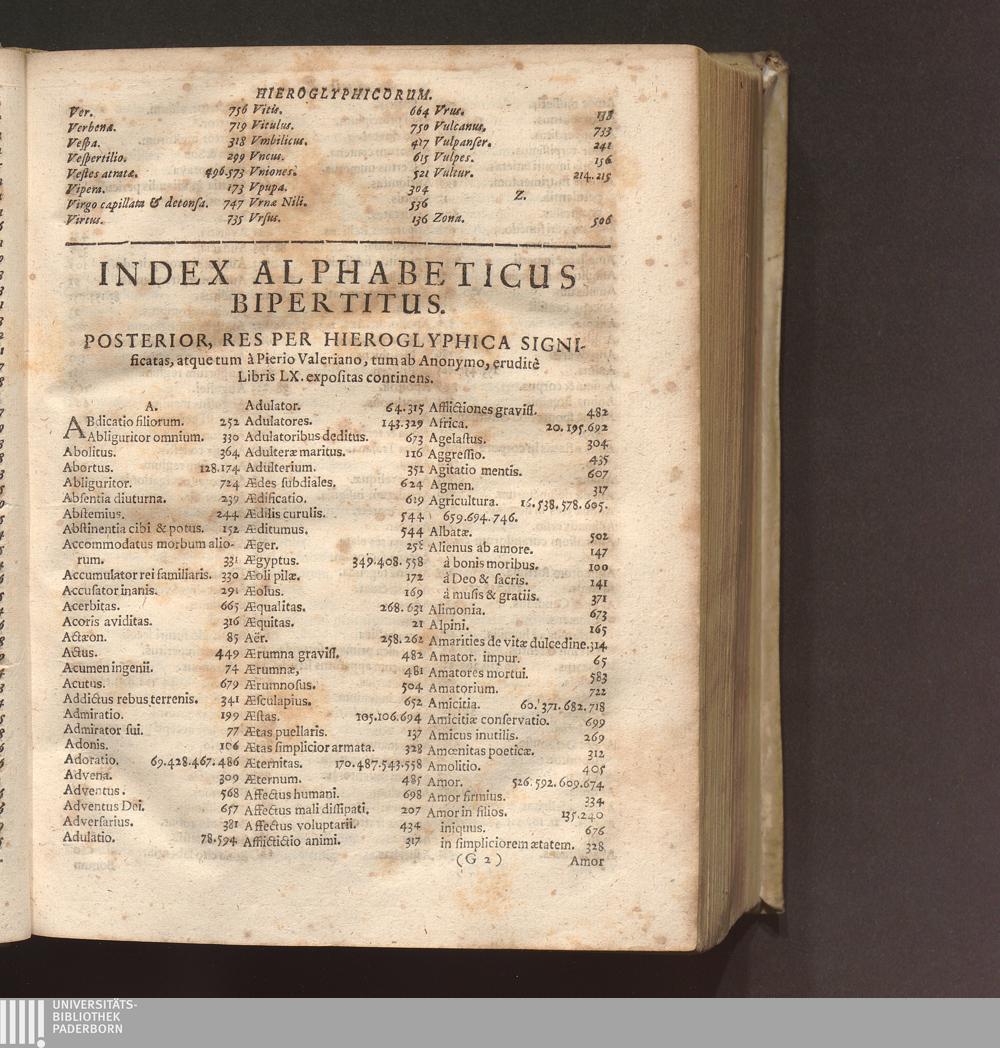 HIEROGLYPHICORUM.
Ver. 756
Verbena. 719
Vespa. 318
Vespertilio. 299
Vestes atratæ. 496.573
Vipera. 173
Virgo capillata & detonsa. 747
Virtus. 735
Vitis. 664
Vitulus. 750
Vmbilicus. 417
Vncus. 615
Vniones. 521
Vpupa. 304
Vrnæ Nili. 536
Vrsus. 136
Vrus. 138
Vulcanus. 733
Vulpanser. 241
Vulpes. 156
Vultur. 214.215
Z.
Zona. 506
INDEX ALPHABETICUS
BIPERTITUS.
POSTERIOR, RES PER HIEROGLYPHICA SIGNI-
ficatas, atque tum à Pierio Valeriano, tum ab Anonymo, eruditè
Libris LX. expositas continens.
A.
ABdicatio filiorum. 252
Abliguritor omnium. 330
Abolitus. 364
Abortus. 128.174
Abliguritor. 724
Absentia diuturna. 239
Abstemius. 244
Abstinentia cibi & potus. 152
Accommodatus morbum alio-
rum. 331
Accumulator rei familiaris. 330
Accusator inanis. 291
Acerbitas. 665
Acoris aviditas. 316
Actæon. 85
Actus. 449
Acumen ingenii. 74
Acutus. 679
Addictus rebus terrenis. 341
Admiratio. 199
Admirator sui. 77
Adonis. 106
Adoratio. 69.428.467.486
Advena. 309
Adventus. 568
Adventus Dei. 657
Adversarius. 381
Adulatio. 78.594
Adulator. 64.315
Adulatores. 143.329
Adulatoribus deditus. 673
Adulteræ maritus. 116
Adulterium. 351
Ædes subdiales. 624
Ædificatio. 619
Ædilis curulis. 544
Æditumus. 544
Æger.
Ægyptus. 349.408.558
Æoli pilæ. 172
Æolus. 169
Æqualitas. 268.631
Æquitas. 21
Aër. 258.262
Ærumna graviss. 482
Ærumnæ, 481
Ærumnosus. 504
Æsculapius. 652
Æstas. 105.106.694
Ætas puellaris. 137
Ætas simplicior armata. 328
Æternitas. 170.487.543.558
Æternum. 485
Affectus humani. 698
Affectus mali dissipati. 207
Affectus voluptarii. 434
Afflictictio animi. 317
Afflictiones graviss. 482
Africa. 20.195.692
Agelastus. 304
Aggressio. 435
Agitatio mentis. 607
Agmen. 317
Agricultura. 16.538.578.605.
659.694.746.
Albatæ. 502
Alienus ab amore. 147
à bonis moribus. 100
à Deo & sacris. 141
à musis & gratiis. 371
Alimonia. 673
Alpini. 165
Amarities de vitæ dulcedine. 314
Amator. impur. 65
Amatores mortui. 583
Amatorium. 722
Amicitia. 60.371.682.718
Amicitiæ conservatio. 699
Amicus inutilis. 269
Amœnitas poeticæ. 312
Amolitio. 405
Amor. 526.592.609.674
Amor firmius. 334
Amor in filios. 135.240
iniquus. 676
in simpliciorem ætatem. 328
(G 2) Amor
UNIVERSITÄTS-
BIBLIOTHEK
PADERBORN